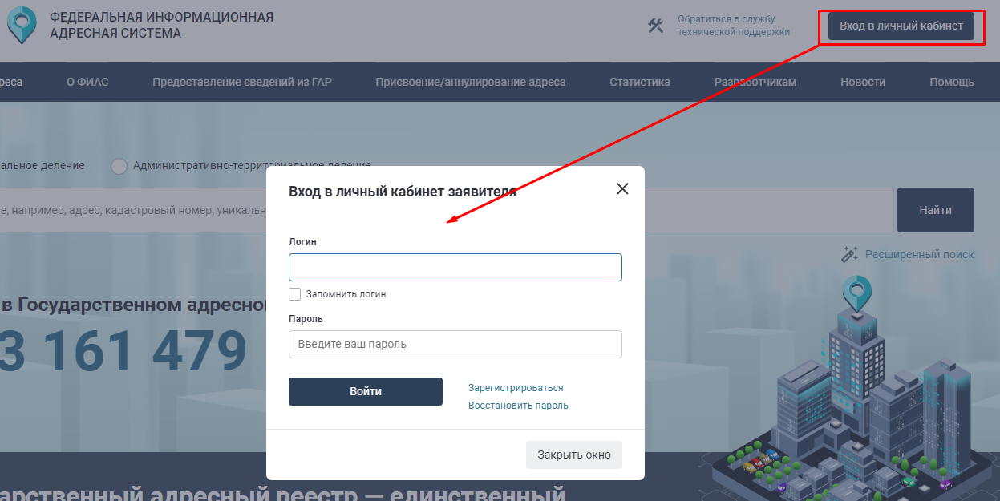 ФЕДЕРАЛЬНАЯ ИНФОРМАЦИОННАЯ
АДРЕСНАЯ СИСТЕМА
Обратиться в службу
технической поддержки
Вход в личный кабинет
реса О ФИАС Предоставление сведений из ГАР Присвоение/аннулирование адреса Статистика Разработчикам Новости Помощь
альное деление Административно-территориальное деление
Вход в личный кабинет заявителя
те, например, адрес, кадастровый номер, уникальн
Найти
Расширенный поиск
Логин
Запомнить логин
в Государственном адресно
Пароль
3 161 479
Введите ваш пароль
Войти
Зарегистрироваться
Восстановить пароль
Закрыть окно
дарственный адресный реестр — единственный